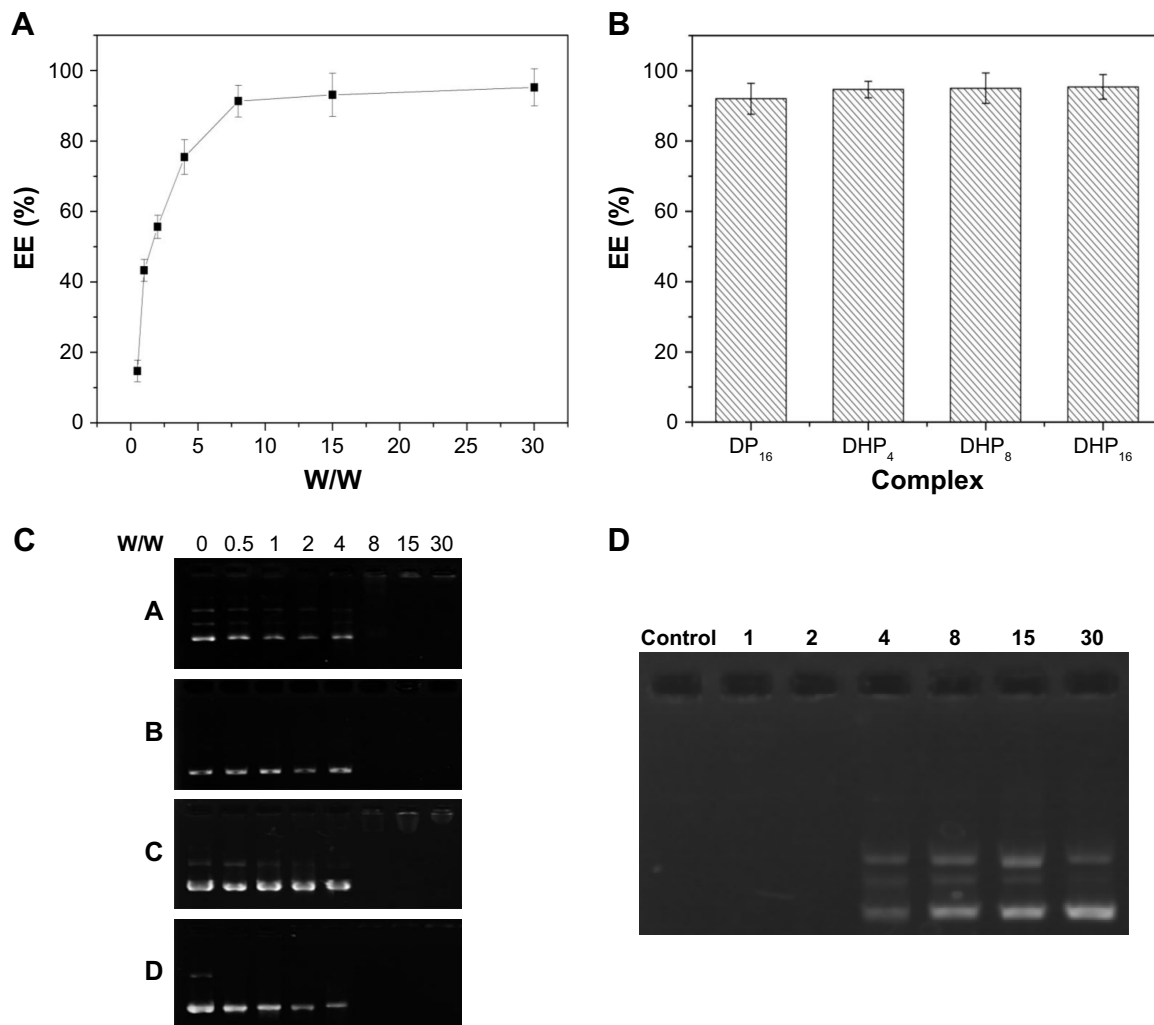 A
EE (%)
100
80
60
40
20
0
0 5 10 15 20 25 30
W/W
B
EE (%)
100
80
60
40
20
0
DP₁₆ DHP₄ DHP₈ DHP₁₆
Complex
C
W/W 0 0.5 1 2 4 8 15 30
A
B
C
D
D
Control 1 2 4 8 15 30